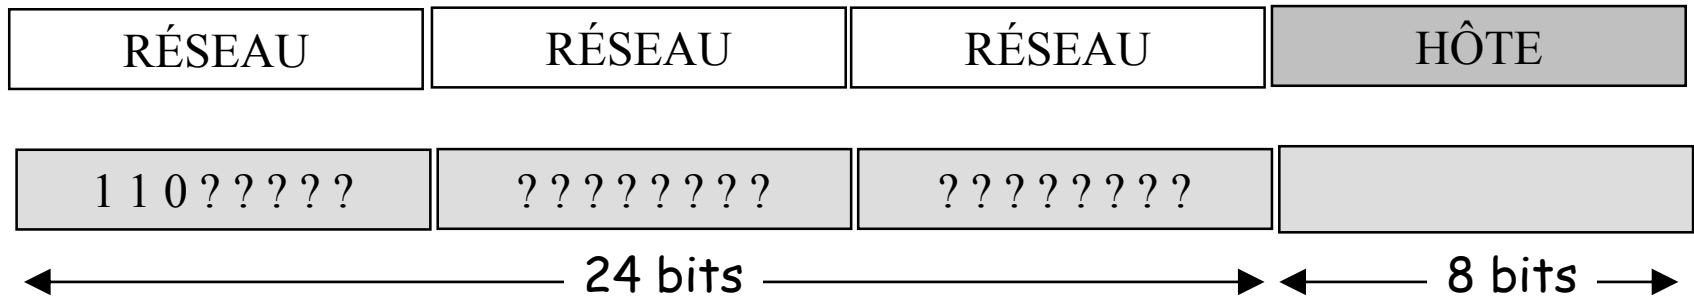 RÉSEAU RÉSEAU RÉSEAU HÔTE
1 1 0 ? ? ? ? ? ? ? ? ? ? ? ? ? ? ? ? ? ? ? ? ?
24 bits 8 bits